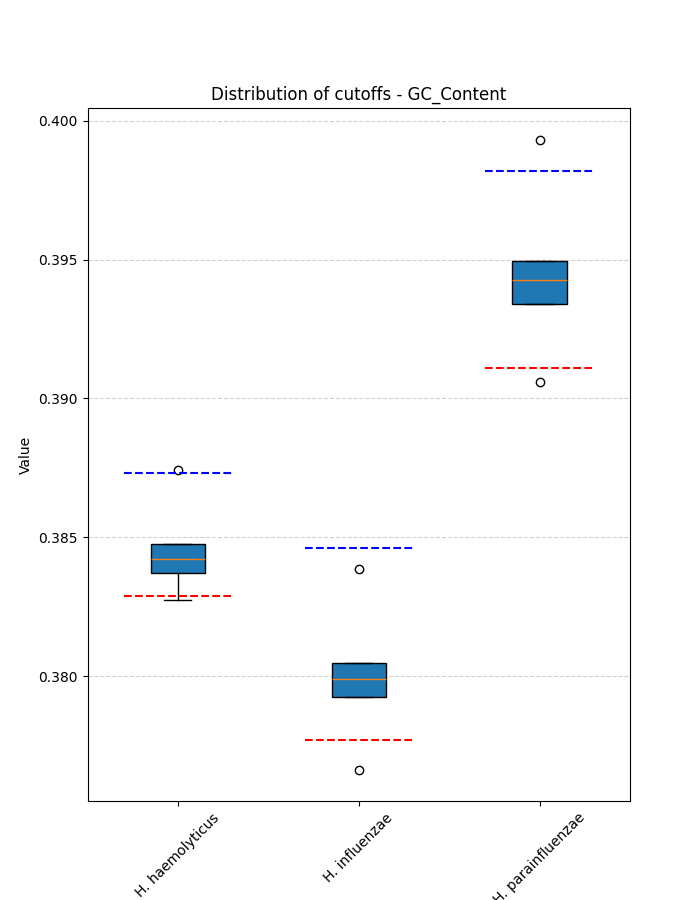 Distribution of cutoffs - GC_Content
0.400
0.395
0.390
0.385
0.380
Value
H. haemolyticus
H. influenzae
H. parainfluenzae